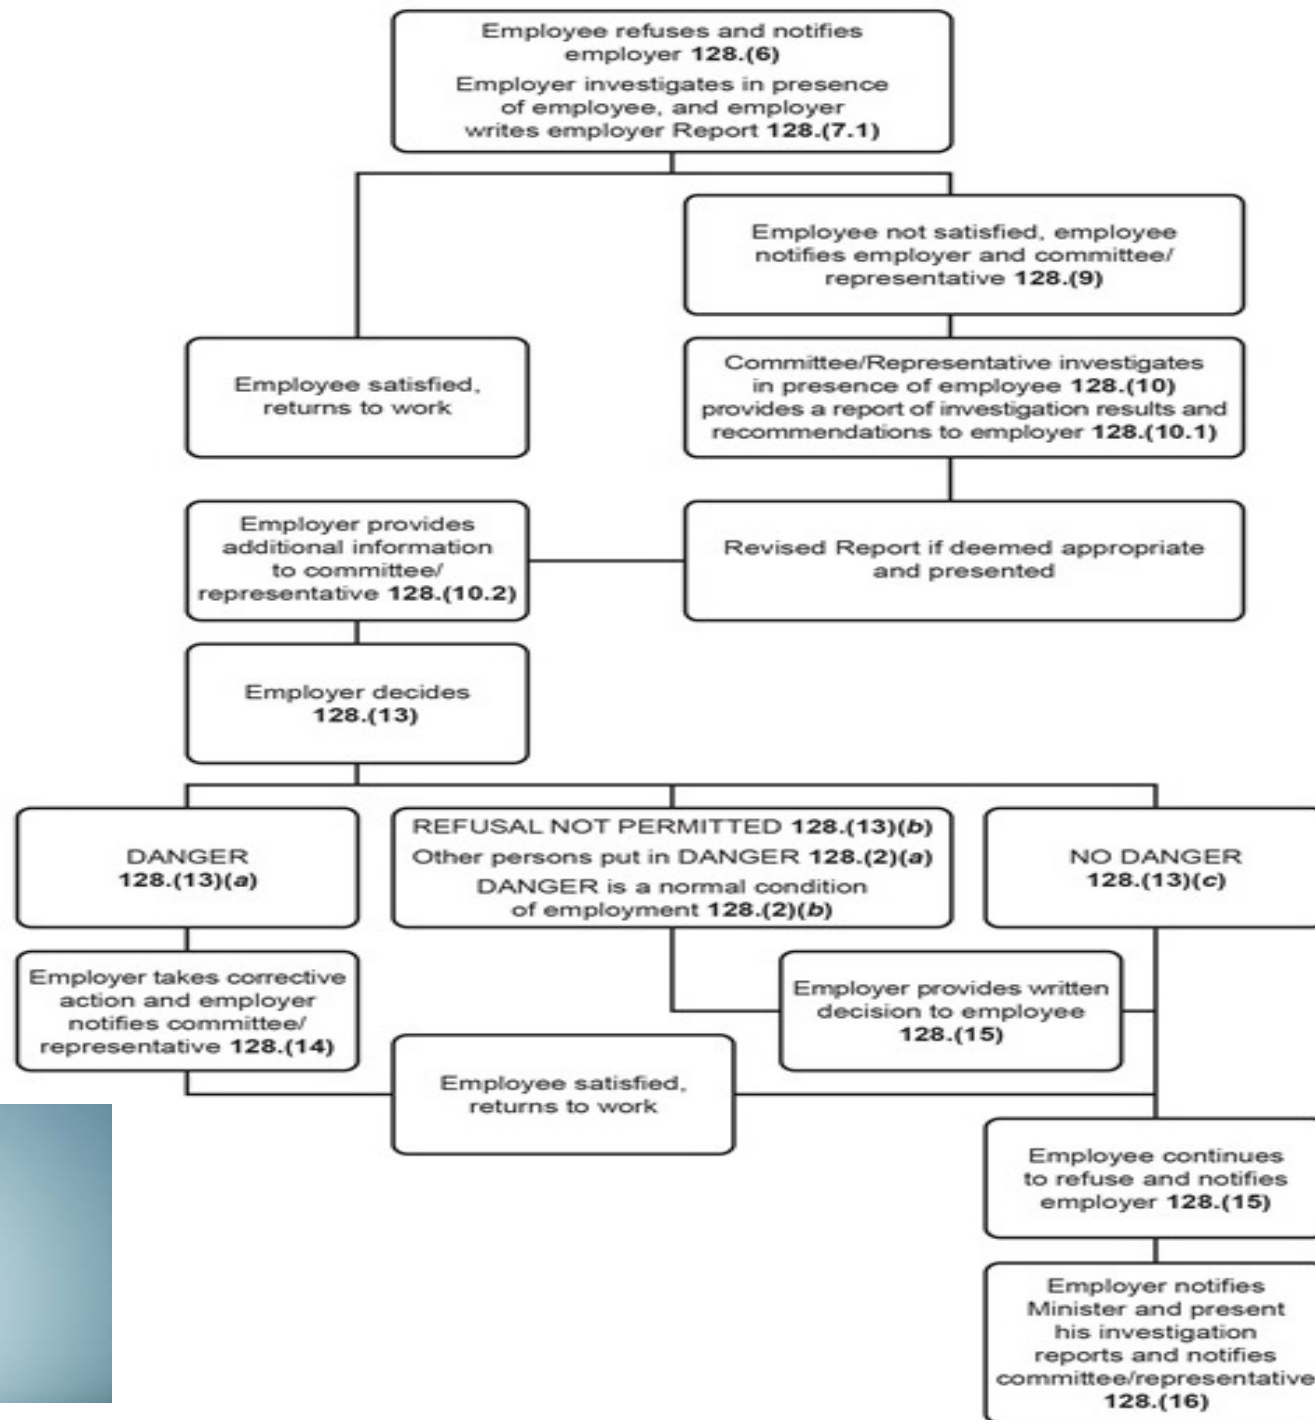 Employee refuses and notifies
employer 128.(6)
Employer investigates in presence
of employee, and employer
writes employer Report 128.(7.1)
Employee not satisfied, employee
notifies employer and committee/
representative 128.(9)
Employee satisfied,
returns to work
Committee/Representative investigates
in presence of employee 128.(10)
provides a report of investigation results and
recommendations to employer 128.(10.1)
Employer provides
additional information
to committee/
representative 128.(10.2)
Revised Report if deemed appropriate
and presented
Employer decides
128.(13)
DANGER
128.(13)(a)
REFUSAL NOT PERMITTED 128.(13)(b)
Other persons put in DANGER 128.(2)(a)
DANGER is a normal condition
of employment 128.(2)(b)
NO DANGER
128.(13)(c)
Employer takes corrective
action and employer
notifies committee/
representative 128.(14)
Employer provides written
decision to employee
128.(15)
Employee satisfied,
returns to work
Employee continues
to refuse and notifies
employer 128.(15)
Employer notifies
Minister and present
his investigation
reports and notifies
committee/representative
128.(16)